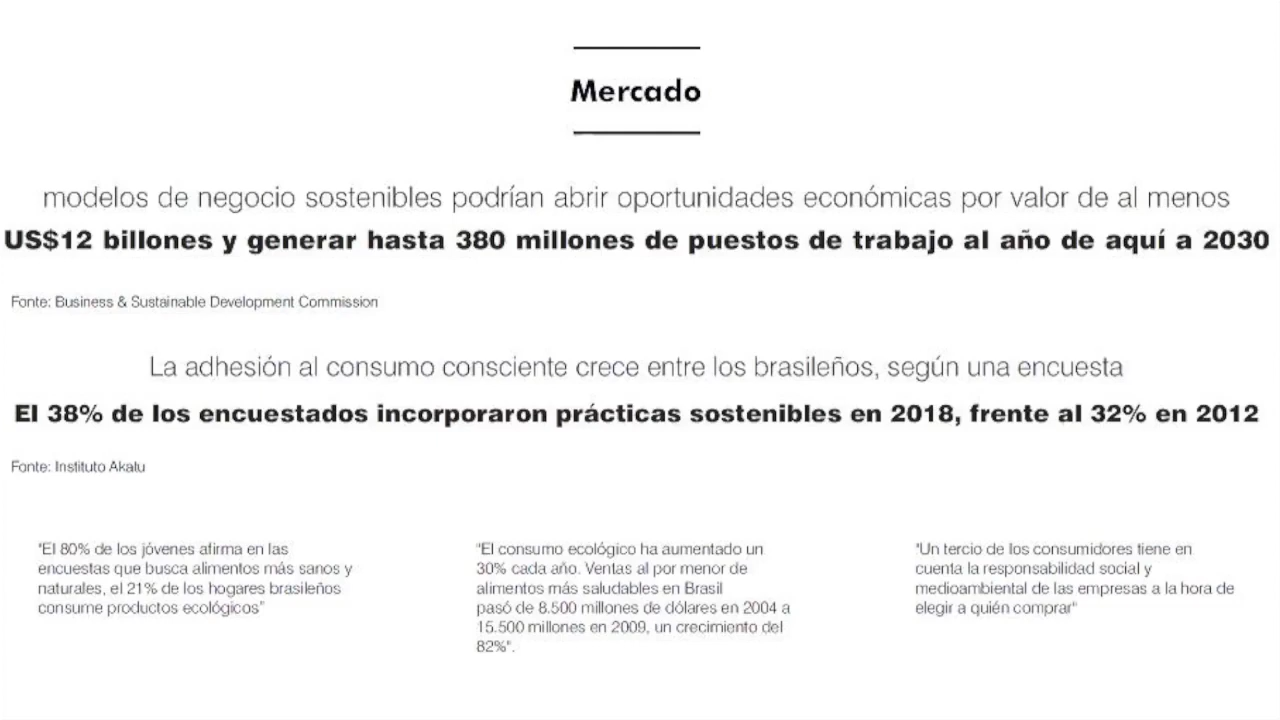 Mercado
modelos de negocio sostenibles podrían abrir oportunidades económicas por valor de al menos
US$12 billones y generar hasta 380 millones de puestos de trabajo al año de aquí a 2030
Fonte: Business & Sustainable Development Commission
La adhesión al consumo consciente crece entre los brasileños, según una encuesta
El 38% de los encuestados incorporaron prácticas sostenibles en 2018, frente al 32% en 2012
Fonte: Instituto Akatu
"El 80% de los jóvenes afirma en las
encuestas que busca alimentos más sanos y
naturales, el 21% de los hogares brasileños
consume productos ecológicos"
"El consumo ecológico ha aumentado un
30% cada año. Ventas al por menor de
alimentos más saludables en Brasil
pasó de 8.500 millones de dólares en 2004 a
15.500 millones en 2009, un crecimiento del
82%".
"Un tercio de los consumidores tiene en
cuenta la responsabilidad social y
medioambiental de las empresas a la hora de
elegir a quién comprar"